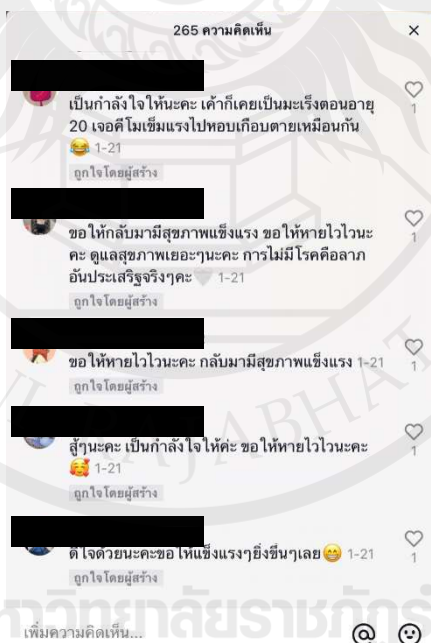 265 ความคิดเห็น
เป็นกำลังใจให้นะคะ เค้าก็เคยเป็นมะเร็งตอนอายุ
20 เจอคีโมเข็มแรงไปหอบเกือบตายเหมือนกัน
😂 1-21
1
ถูกใจโดยผู้สร้าง
ขอให้กลับมามีสุขภาพแข็งแรง ขอให้หายไวไวนะ
คะ ดูแลสุขภาพเยอะๆนะคะ การไม่มีโรคคือลาภ
อันประเสริฐจริงๆคะ 🤍 1-21
1
ถูกใจโดยผู้สร้าง
ขอให้หายไวไวนะคะ กลับมามีสุขภาพแข็งแรง 1-21
1
ถูกใจโดยผู้สร้าง
สู้ๆนะคะ เป็นกำลังใจให้ค่ะ ขอให้หายไวไวนะคะ
🥰 1-21
1
ถูกใจโดยผู้สร้าง
ดีใจด้วยนะคะขอให้แข็งแรงๆยิ่งขึ้นๆเลย😁 1-21
1
ถูกใจโดยผู้สร้าง
เพิ่มความคิดเห็น...